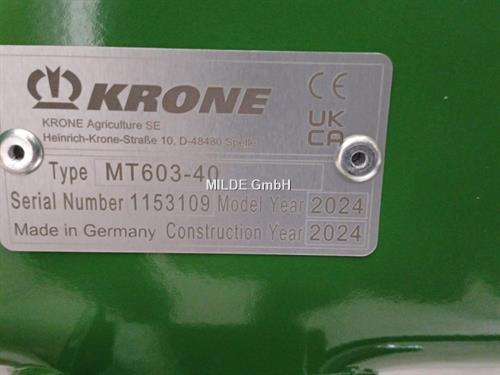 KRONE
CE
KRONE Agriculture SE
Heinrich-Krone-Straße 10, D-48480 Spelle
UK
CA
Type MT603-40
MILDE GmbH
Serial Number 1153109 Model Year 2024
Made in Germany Construction Year 2024